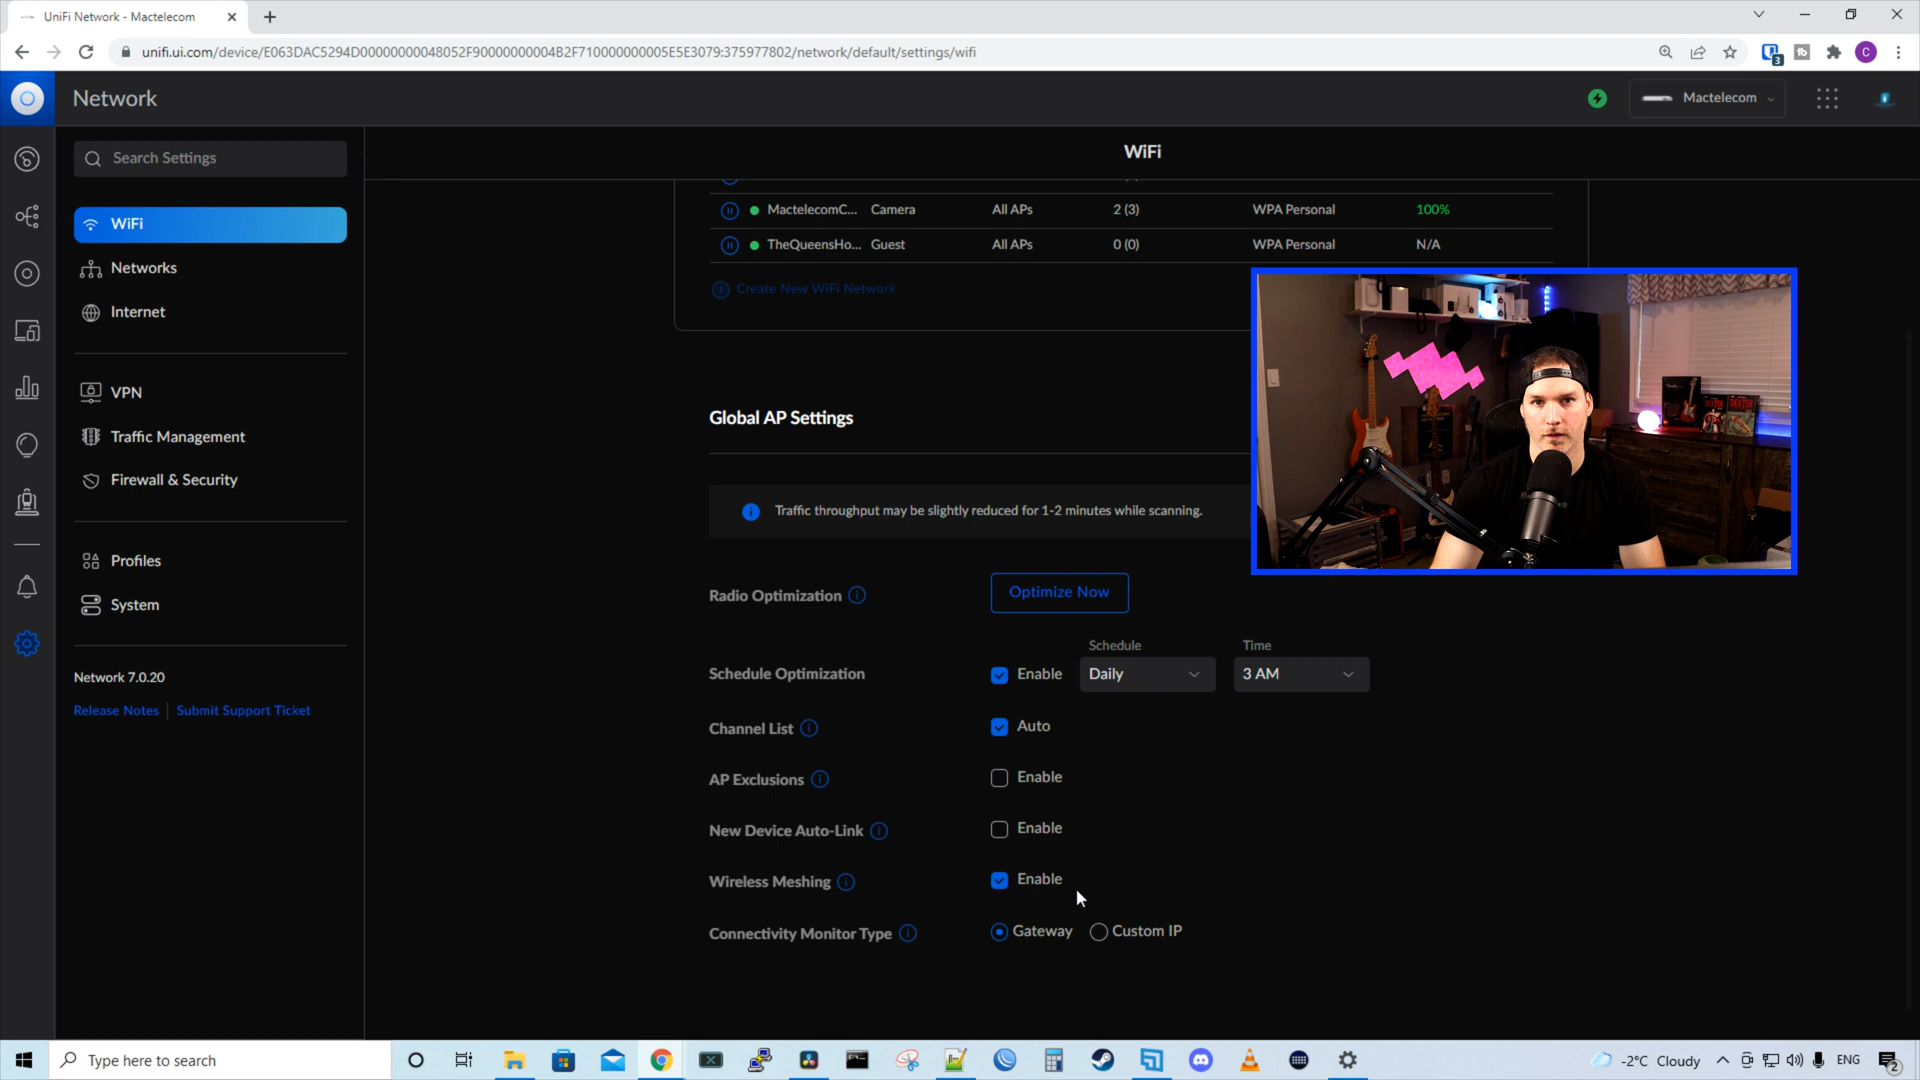 UniFi Network - Mactelecom
unifi.ui.com/device/E063DAC5294D00000000048052F90000000004B2F710000000005E5E3079:375977802/network/default/settings/wifi
3
C
Network
Mactelecom
Search Settings
WiFi
WiFi
Networks
Internet
VPN
Traffic Management
Firewall & Security
Profiles
System
Network 7.0.20
Release Notes
Submit Support Ticket
MactelecomC... Camera All APs 2 (3) WPA Personal 100%
TheQueensHo... Guest All APs 0 (0) WPA Personal N/A
Create New WiFi Network
Global AP Settings
Traffic throughput may be slightly reduced for 1-2 minutes while scanning.
Radio Optimization Optimize Now
Schedule Time
Schedule Optimization Enable Daily 3 AM
Channel List Auto
AP Exclusions Enable
New Device Auto-Link Enable
Wireless Meshing Enable
Connectivity Monitor Type Gateway Custom IP
Type here to search
-2°C Cloudy
ENG
2